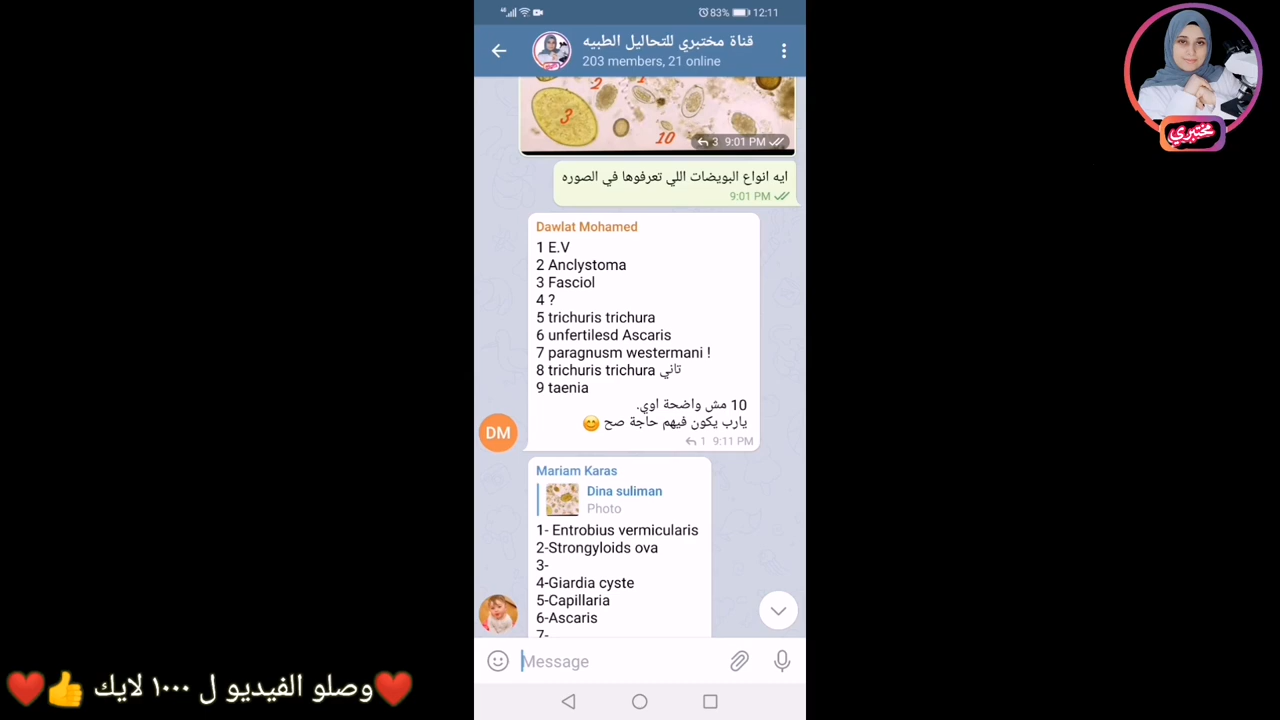 83% 12:11
قناة مختبري للتحاليل الطبيه
203 members, 21 online
مختبري
2
3
10
3 9:01 PM
ايه انواع البويضات اللي تعرفوها في الصوره
9:01 PM
Dawlat Mohamed
1 E.V
2 Anclystoma
3 Fasciol
4 ?
5 trichuris trichura
6 unfertilesd Ascaris
7 paragnusm westermani !
8 trichuris trichura تاني
9 taenia
10 مش واضحة اوي.
يارب يكون فيهم حاجة صح 😊
DM
1 9:11 PM
Mariam Karas
Dina suliman
Photo
1- Entrobius vermicularis
2-Strongyloids ova
3-
4-Giardia cyste
5-Capillaria
6-Ascaris
7-
Message
❤️وصلو الفيديو ل ١٠٠٠ لايك 👍❤️